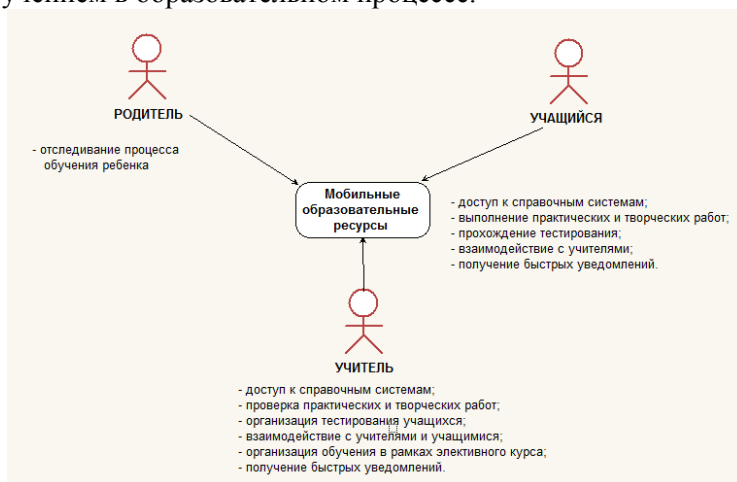 учением в образовательном процессе.
РОДИТЕЛЬ
- отследивание процесса
обучения ребенка
УЧАЩИЙСЯ
Мобильные
образовательные
ресурсы
- доступ к справочным системам;
- выполнение практических и творческих работ;
- прохождение тестирования;
- взаимодействие с учителями;
- получение быстрых уведомлений.
УЧИТЕЛЬ
- доступ к справочным системам;
- проверка практических и творческих работ;
- организация тестирования учащихся;
- взаимодействие с учителями и учащимися;
- организация обучения в рамках элективного курса;
- получение быстрых уведомлений.